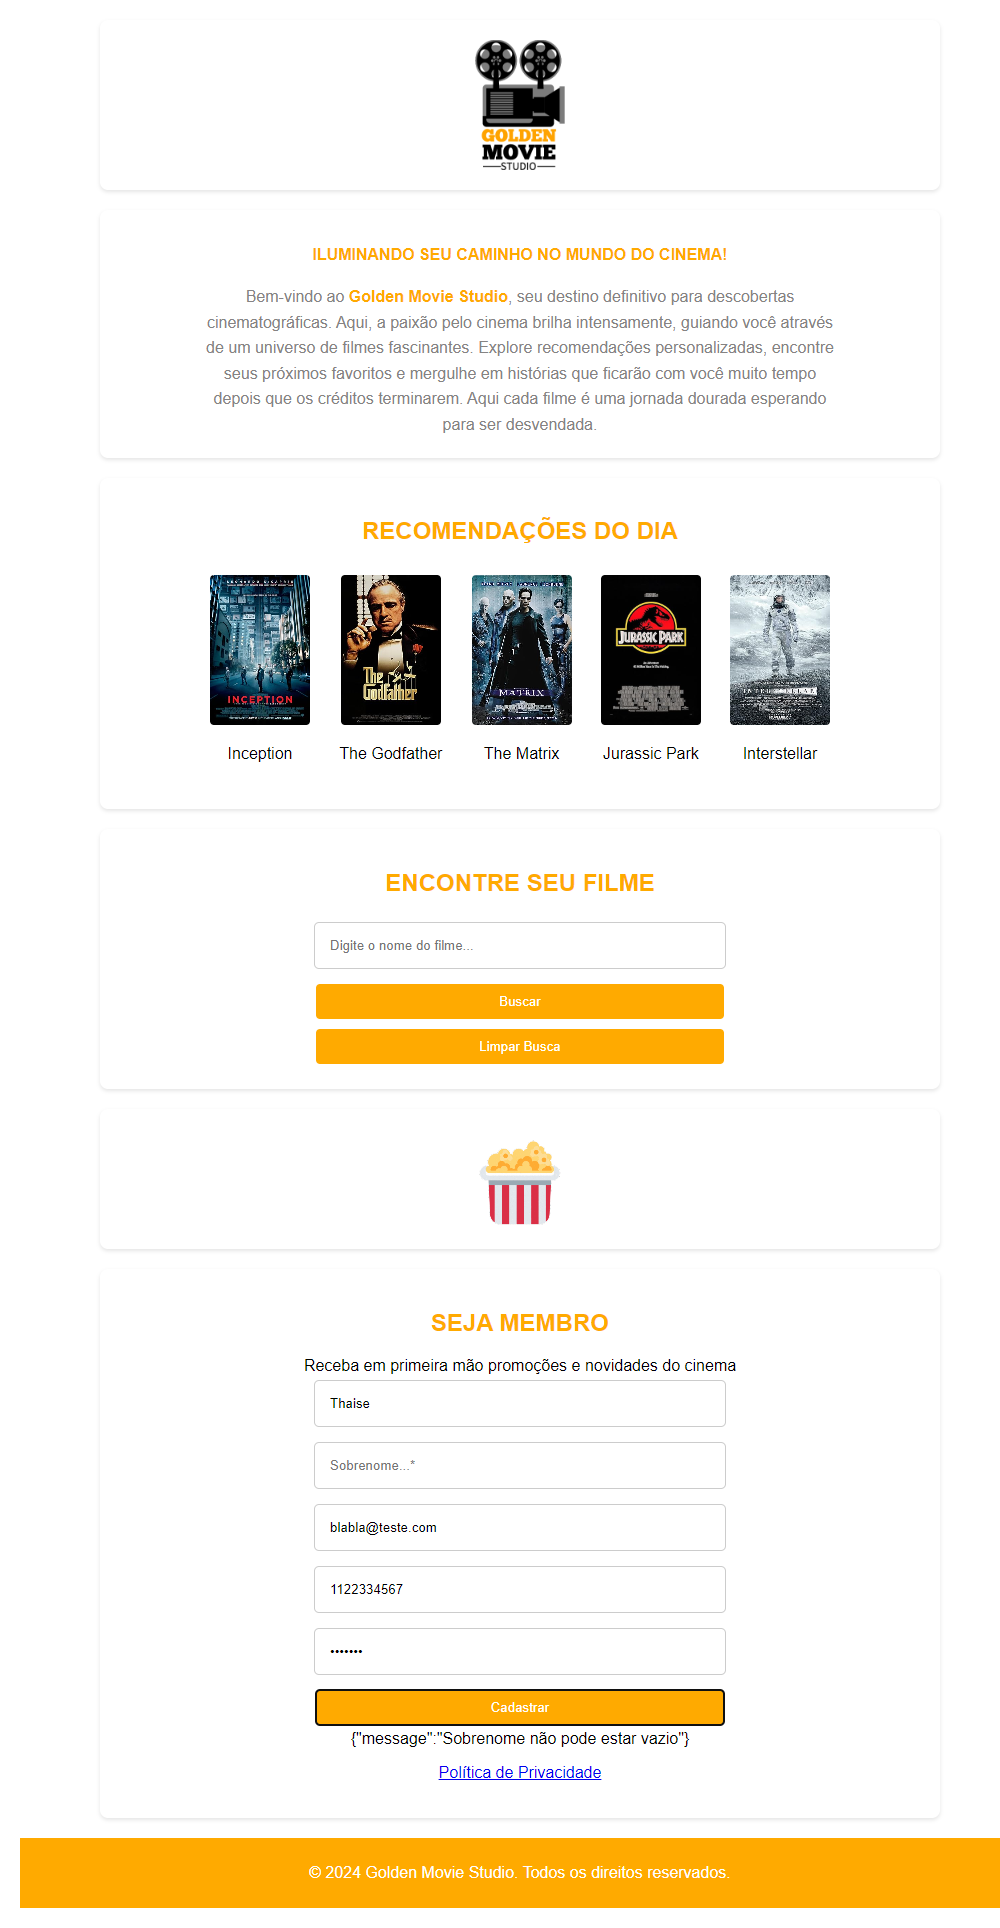 GOLDEN
MOVIE
STUDIO
ILUMINANDO SEU CAMINHO NO MUNDO DO CINEMA!
Bem-vindo ao Golden Movie Studio, seu destino definitivo para descobertas
cinematográficas. Aqui, a paixão pelo cinema brilha intensamente, guiando você através
de um universo de filmes fascinantes. Explore recomendações personalizadas, encontre
seus próximos favoritos e mergulhe em histórias que ficarão com você muito tempo
depois que os créditos terminarem. Aqui cada filme é uma jornada dourada esperando
para ser desvendada.
RECOMENDAÇÕES DO DIA
INCEPTION
The
Godfather
MATRIX
JURASSIC PARK
INTERSTELLAR
Inception
The Godfather
The Matrix
Jurassic Park
Interstellar
ENCONTRE SEU FILME
Digite o nome do filme...
Buscar
Limpar Busca
SEJA MEMBRO
Receba em primeira mão promoções e novidades do cinema
Thaise
Sobrenome...*
blabla@teste.com
1122334567
•••••••
Cadastrar
{"message":"Sobrenome não pode estar vazio"}
Política de Privacidade
© 2024 Golden Movie Studio. Todos os direitos reservados.